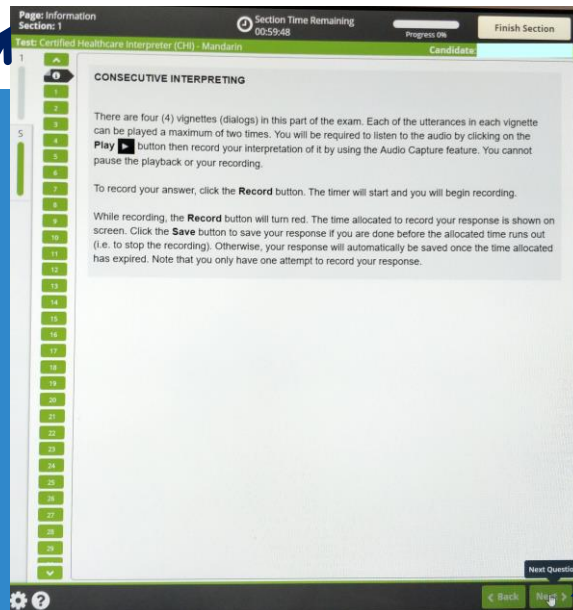 Page: Information
Section: 1
Section Time Remaining
00:59:48
Progress 0%
Finish Section
Test: Certified Healthcare Interpreter (CHI) - Mandarin
Candidate:
1
S
1
2
3
4
5
6
7
8
9
10
11
12
13
14
15
16
17
18
19
20
21
22
23
24
25
26
27
28
29
CONSECUTIVE INTERPRETING
There are four (4) vignettes (dialogs) in this part of the exam. Each of the utterances in each vignette
can be played a maximum of two times. You will be required to listen to the audio by clicking on the
Play button then record your interpretation of it by using the Audio Capture feature. You cannot
pause the playback or your recording.
To record your answer, click the Record button. The timer will start and you will begin recording.
While recording, the Record button will turn red. The time allocated to record your response is shown on
screen. Click the Save button to save your response if you are done before the allocated time runs out
(i.e. to stop the recording). Otherwise, your response will automatically be saved once the time allocated
has expired. Note that you only have one attempt to record your response.
Next Questio
< Back
Next >